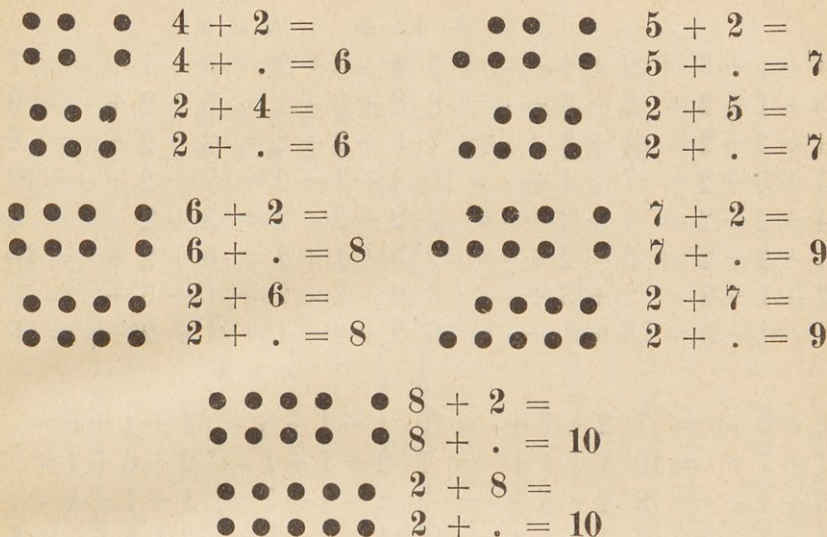 4 + 2 =
4 + . = 6
2 + 4 =
2 + . = 6
5 + 2 =
5 + . = 7
2 + 5 =
2 + . = 7
6 + 2 =
6 + . = 8
2 + 6 =
2 + . = 8
7 + 2 =
7 + . = 9
2 + 7 =
2 + . = 9
8 + 2 =
8 + . = 10
2 + 8 =
2 + . = 10